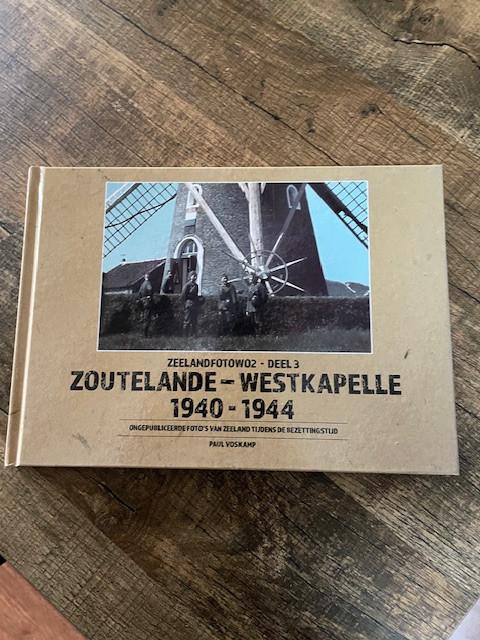 ZEELANDFOTOWO2 - DEEL 3
ZOUTELANDE - WESTKAPELLE
1940 - 1944
ONGEPUBLICEERDE FOTO'S VAN ZEELAND TIJDENS DE BEZETTINGSTIJD
PAUL VOSKAMP